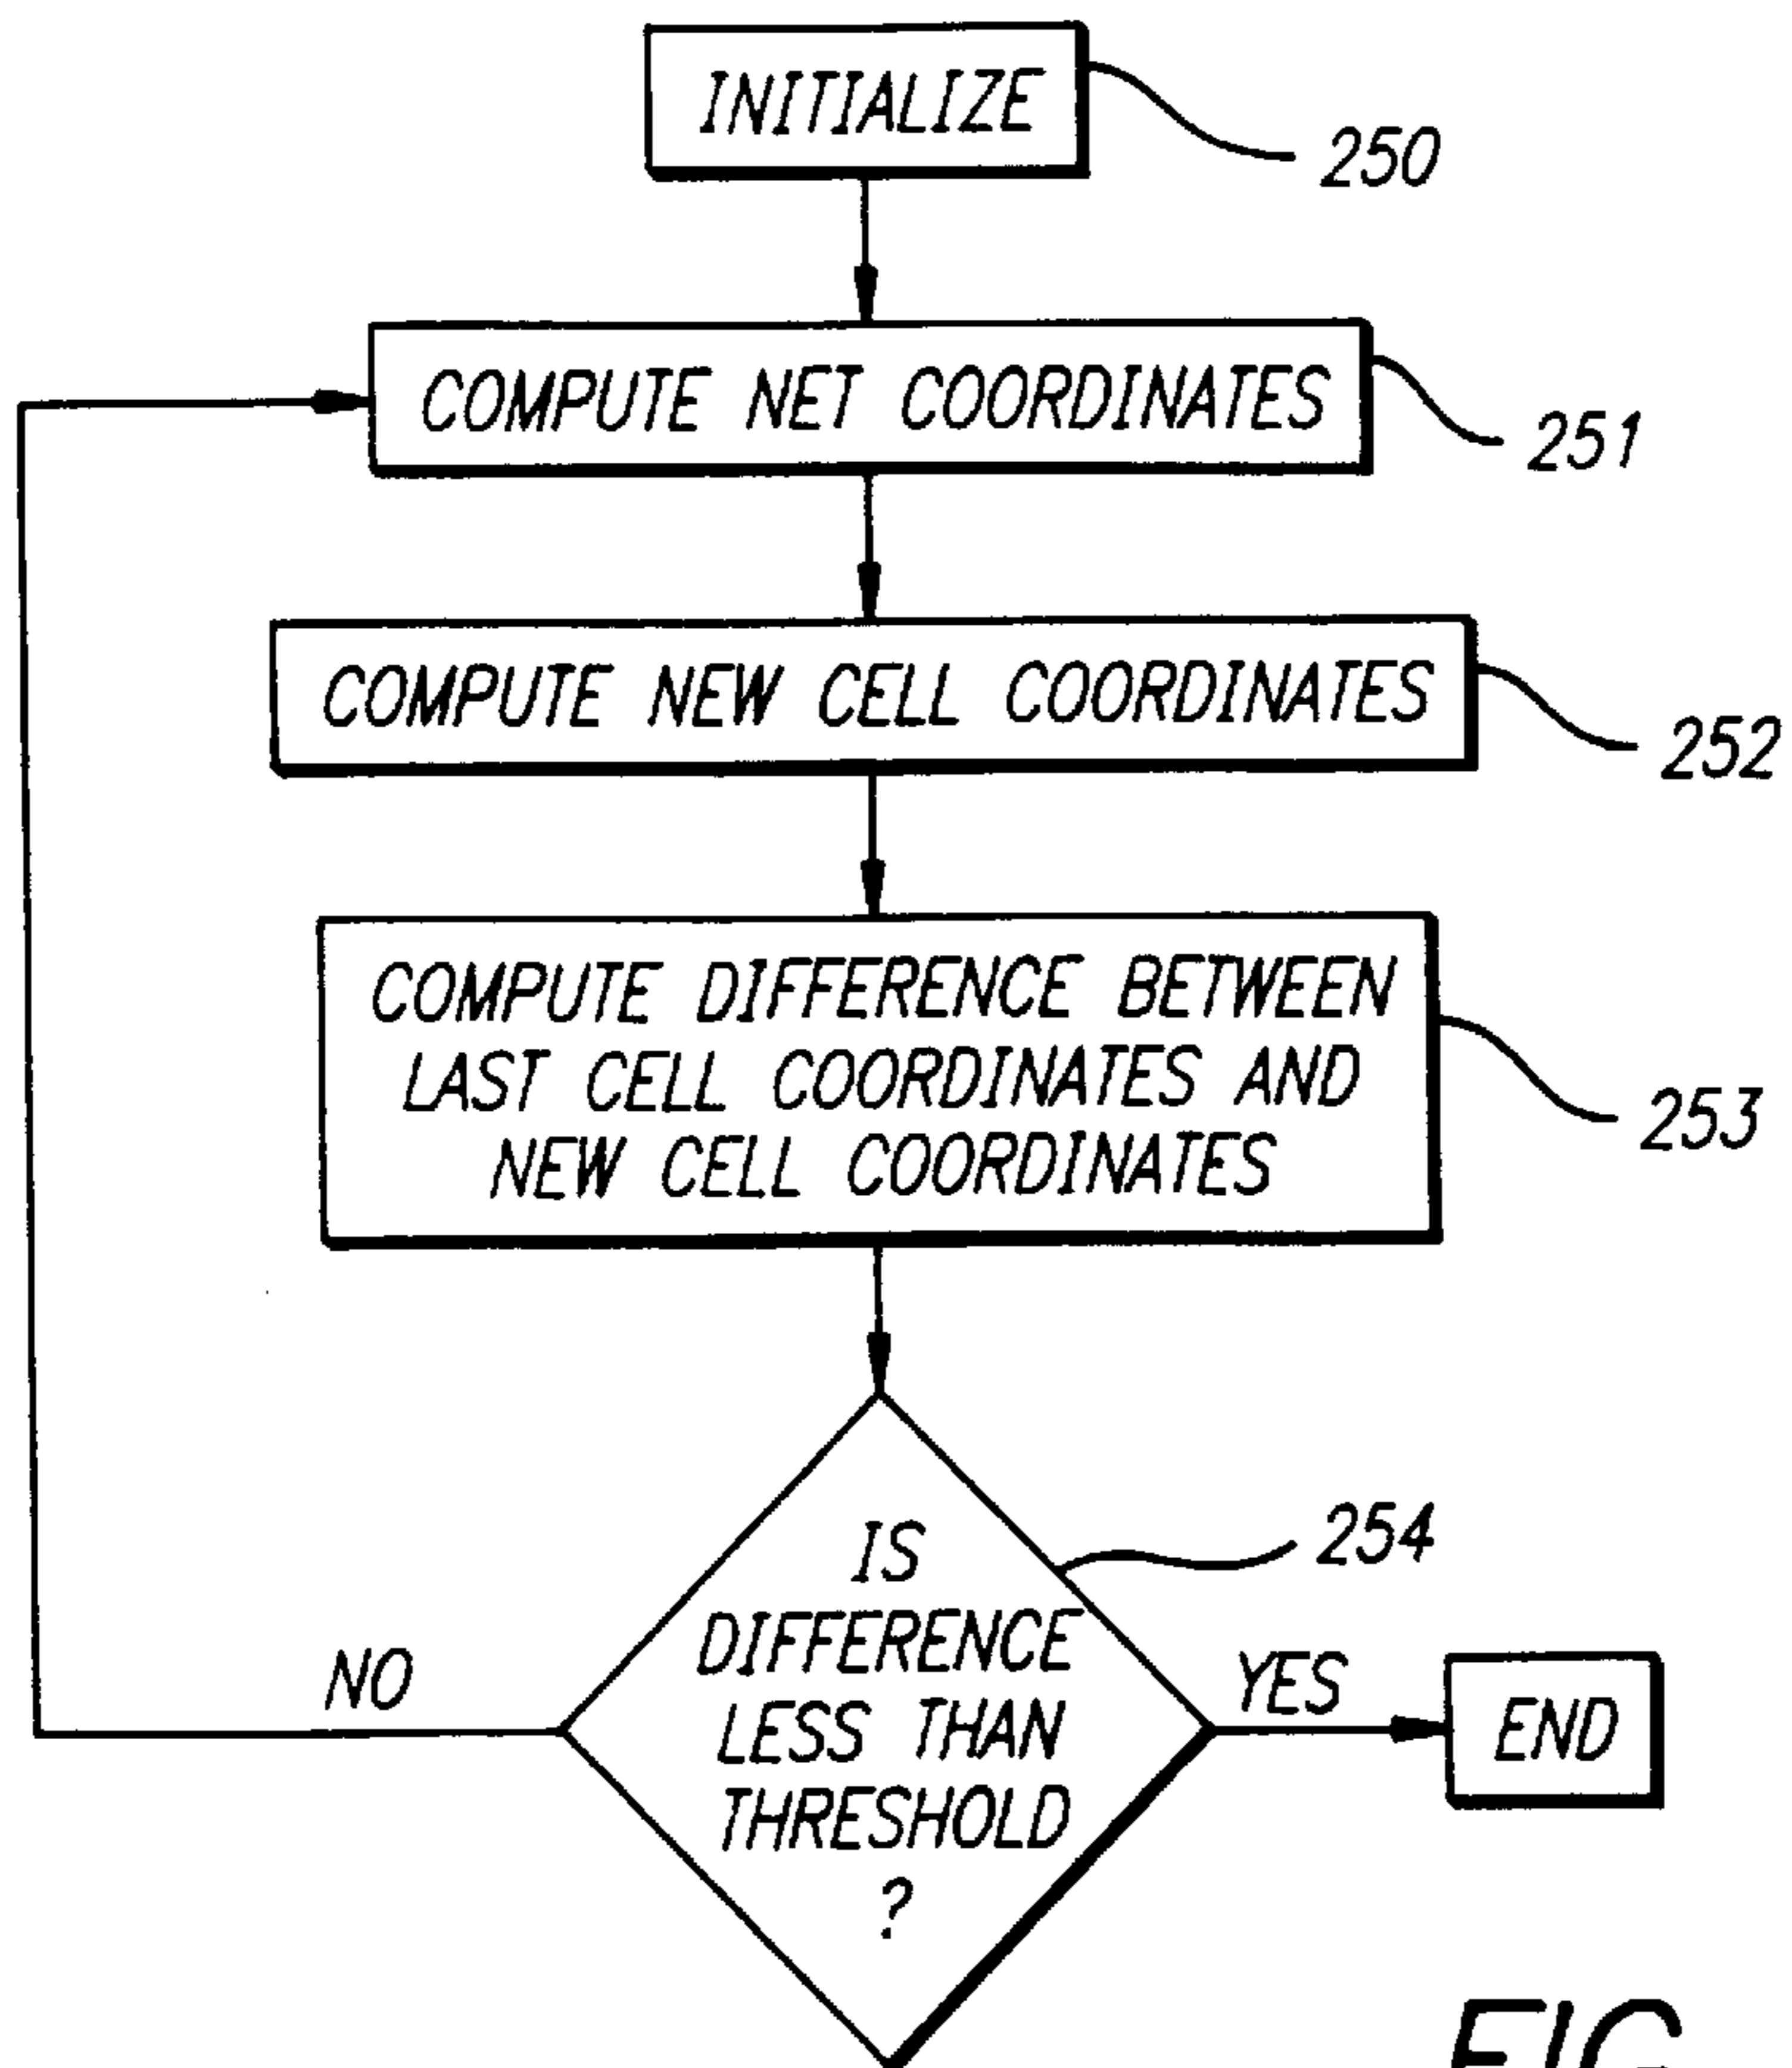 INITIALIZE
250
COMPUTE NET COORDINATES
251
COMPUTE NEW CELL COORDINATES
252
COMPUTE DIFFERENCE BETWEEN
LAST CELL COORDINATES AND
NEW CELL COORDINATES
253
IS
DIFFERENCE
LESS THAN
THRESHOLD
?
254
NO
YES
END
FIG